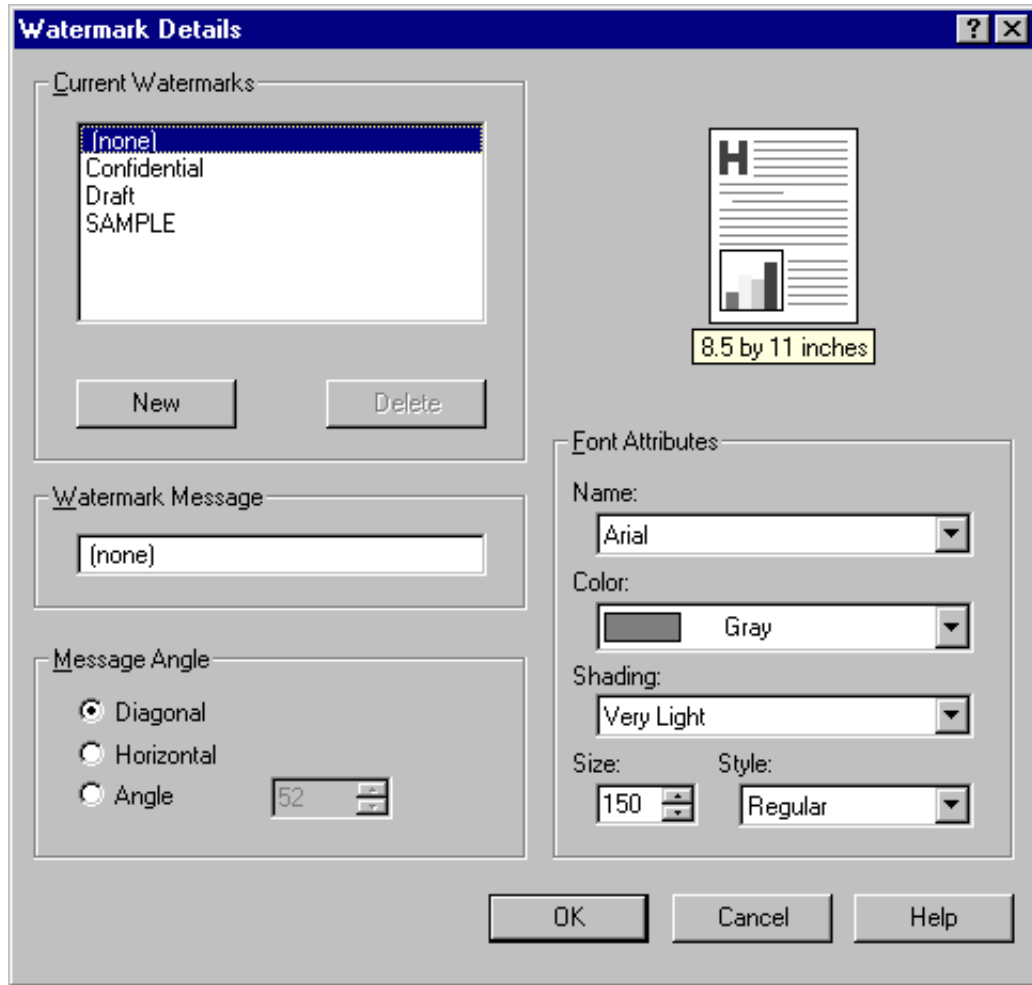 Watermark Details
Current Watermarks
(none)
Confidential
Draft
SAMPLE
New
Delete
H
8.5 by 11 inches
Watermark Message
(none)
Message Angle
Diagonal
Horizontal
Angle
52
Font Attributes
Name:
Arial
Color:
Gray
Shading:
Very Light
Size: Style:
150 Regular
OK Cancel Help